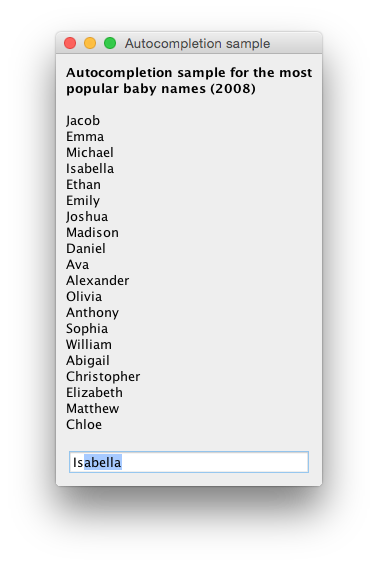 Autocompletion sample
Autocompletion sample for the most
popular baby names (2008)
Jacob
Emma
Michael
Isabella
Ethan
Emily
Joshua
Madison
Daniel
Ava
Alexander
Olivia
Anthony
Sophia
William
Abigail
Christopher
Elizabeth
Matthew
Chloe
Isabella